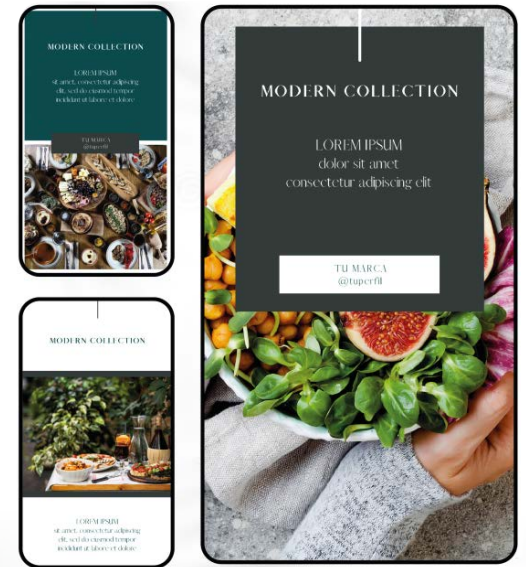 MODERN COLLECTION
LOREM IPSUM
sit amet, consectetur adipiscing
elit, sed do eiusmod tempor
incididunt ut labore et dolore
TU MARCA
@tuperfil
MODERN COLLECTION
LOREM IPSUM
sit amet, consectetur adipiscing
elit, sed do eiusmod tempor
incididunt ut labore et dolore
MODERN COLLECTION
LOREM IPSUM
dolor sit amet
consectetur adipiscing elit
TU MARCA
@tuperfil